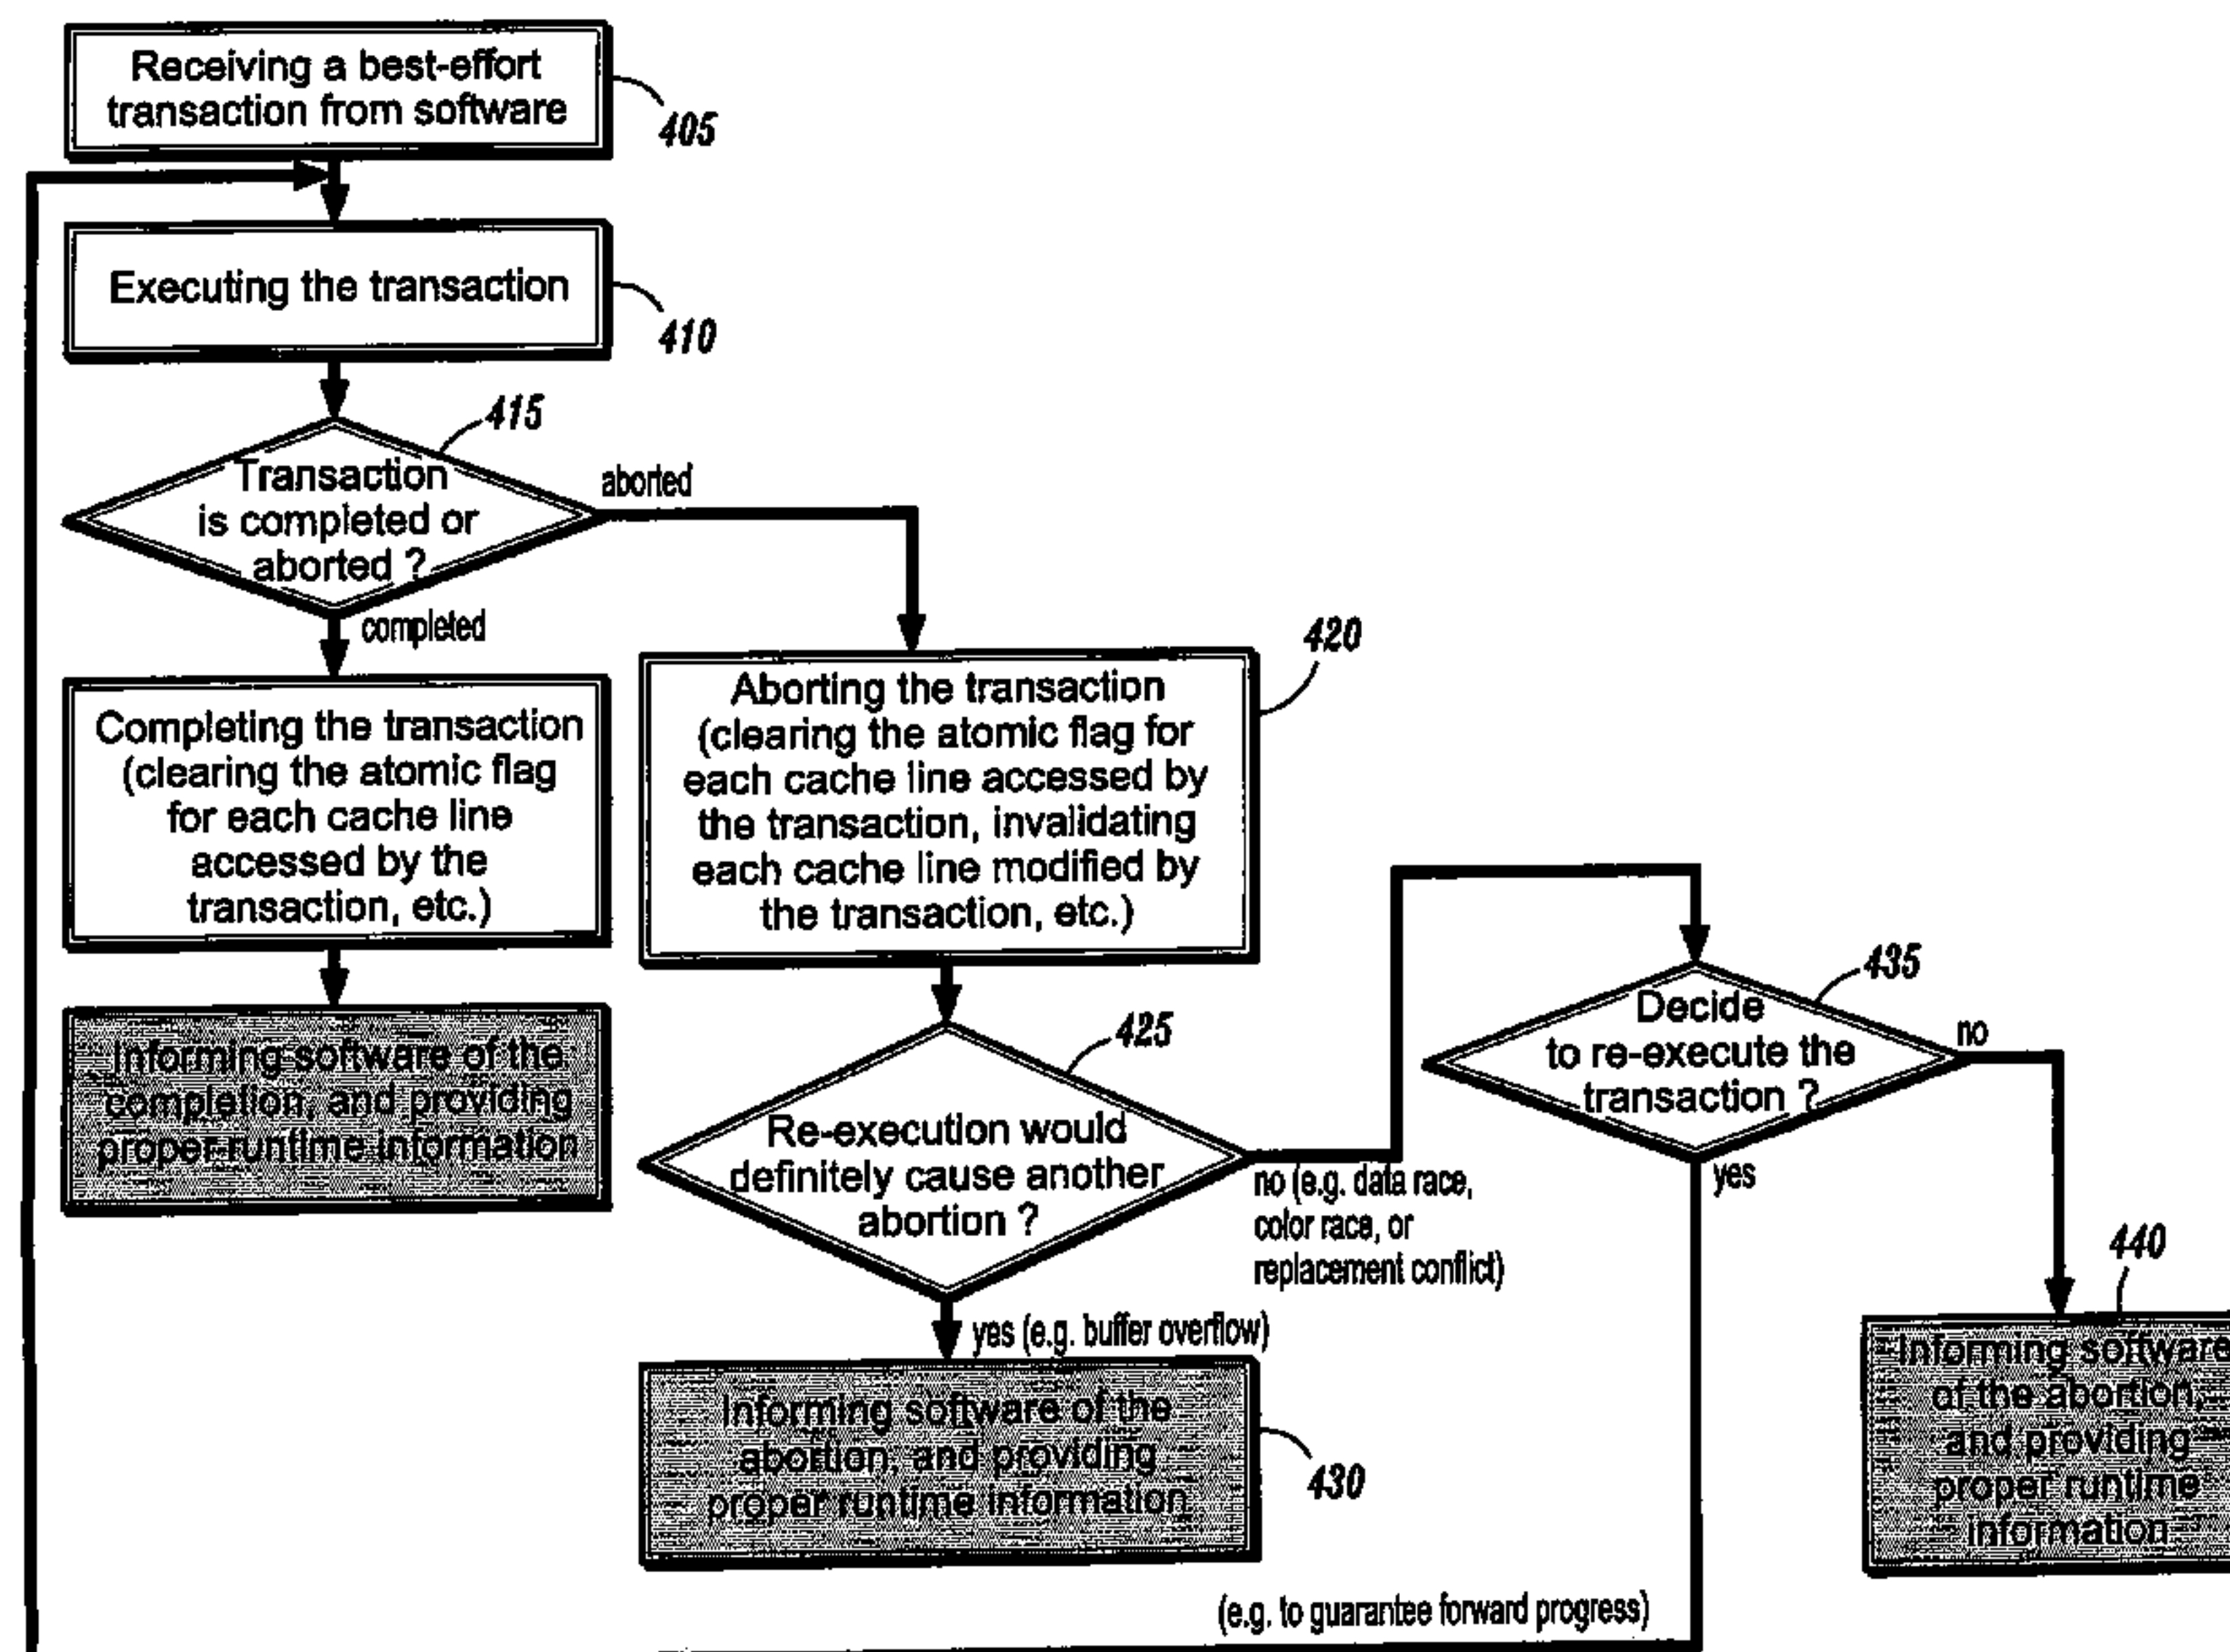 Receiving a best-effort
transaction from software
405
Executing the transaction
410
415
Transaction
is completed or
aborted ?
aborted
completed
Completing the transaction
(clearing the atomic flag
for each cache line
accessed by the
transaction, etc.)
Informing software of the
completion, and providing
proper runtime information
420
Aborting the transaction
(clearing the atomic flag for
each cache line accessed by
the transaction, invalidating
each cache line modified by
the transaction, etc.)
425
Re-execution would
definitely cause another
abortion ?
no (e.g. data race,
color race, or
replacement conflict)
yes (e.g. buffer overflow)
Informing software of the
abortion, and providing
proper runtime information
430
435
Decide
to re-execute the
transaction ?
no
yes
440
Informing software
of the abortion,
and providing
proper runtime
information
(e.g. to guarantee forward progress)